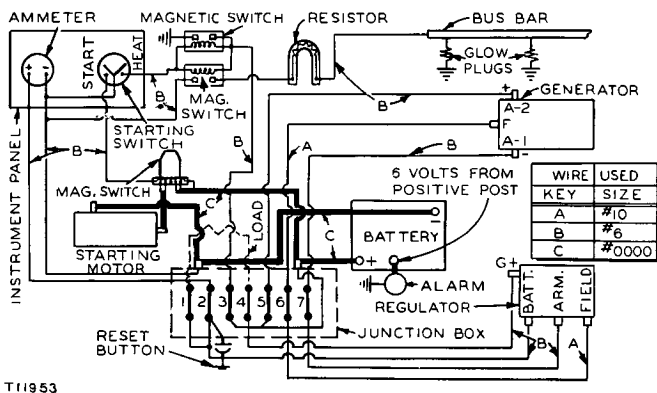 AMMETER
MAGNETIC SWITCH
RESISTOR
BUS BAR
START
HEAT
GLOW
PLUGS
B
MAG.
SWITCH
B
+
GENERATOR
A-2
F
A-1
-
STARTING
SWITCH
B
B
A
B
MAG. SWITCH
6 VOLTS FROM
POSITIVE POST
INSTRUMENT PANEL
WIRE USED
KEY SIZE
A #10
B #6
C #0000
C
LOAD
C
BATTERY
-
+
STARTING
MOTOR
ALARM
G+
BATT.
ARM.
FIELD
REGULATOR
1 2 3 4 5 6 7
JUNCTION BOX
RESET
BUTTON
B
A
T11953